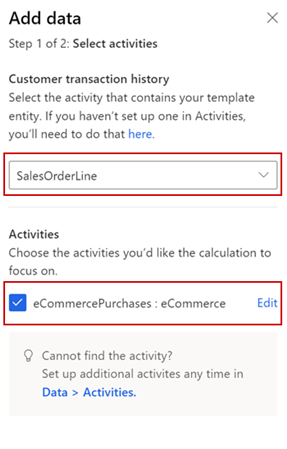 Add data
Step 1 of 2: Select activities
Customer transaction history
Select the activity that contains your template
entity. If you haven't set up one in Activities,
you'll need to do that here.
SalesOrderLine
Activities
Choose the activities you'd like the calculation to
focus on.
eCommercePurchases : eCommerce Edit
Cannot find the activity?
Set up additional activites any time in
Data > Activities.